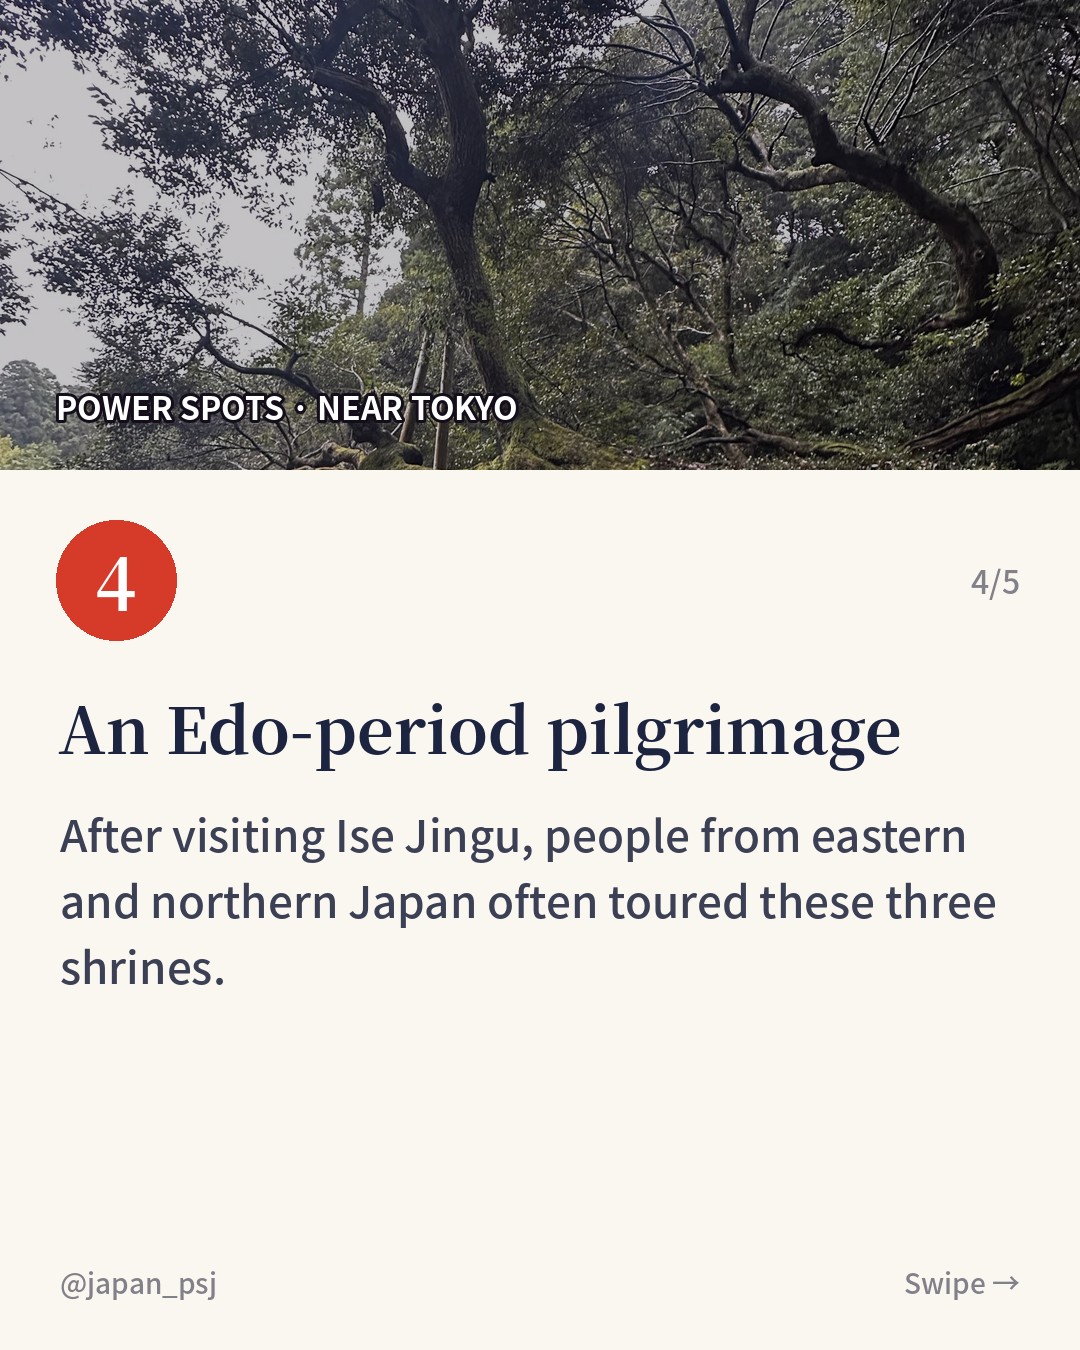 POWER SPOTS · NEAR TOKYO
4
4/5
An Edo-period pilgrimage
After visiting Ise Jingu, people from eastern
and northern Japan often toured these three
shrines.
@japan_psj
Swipe →